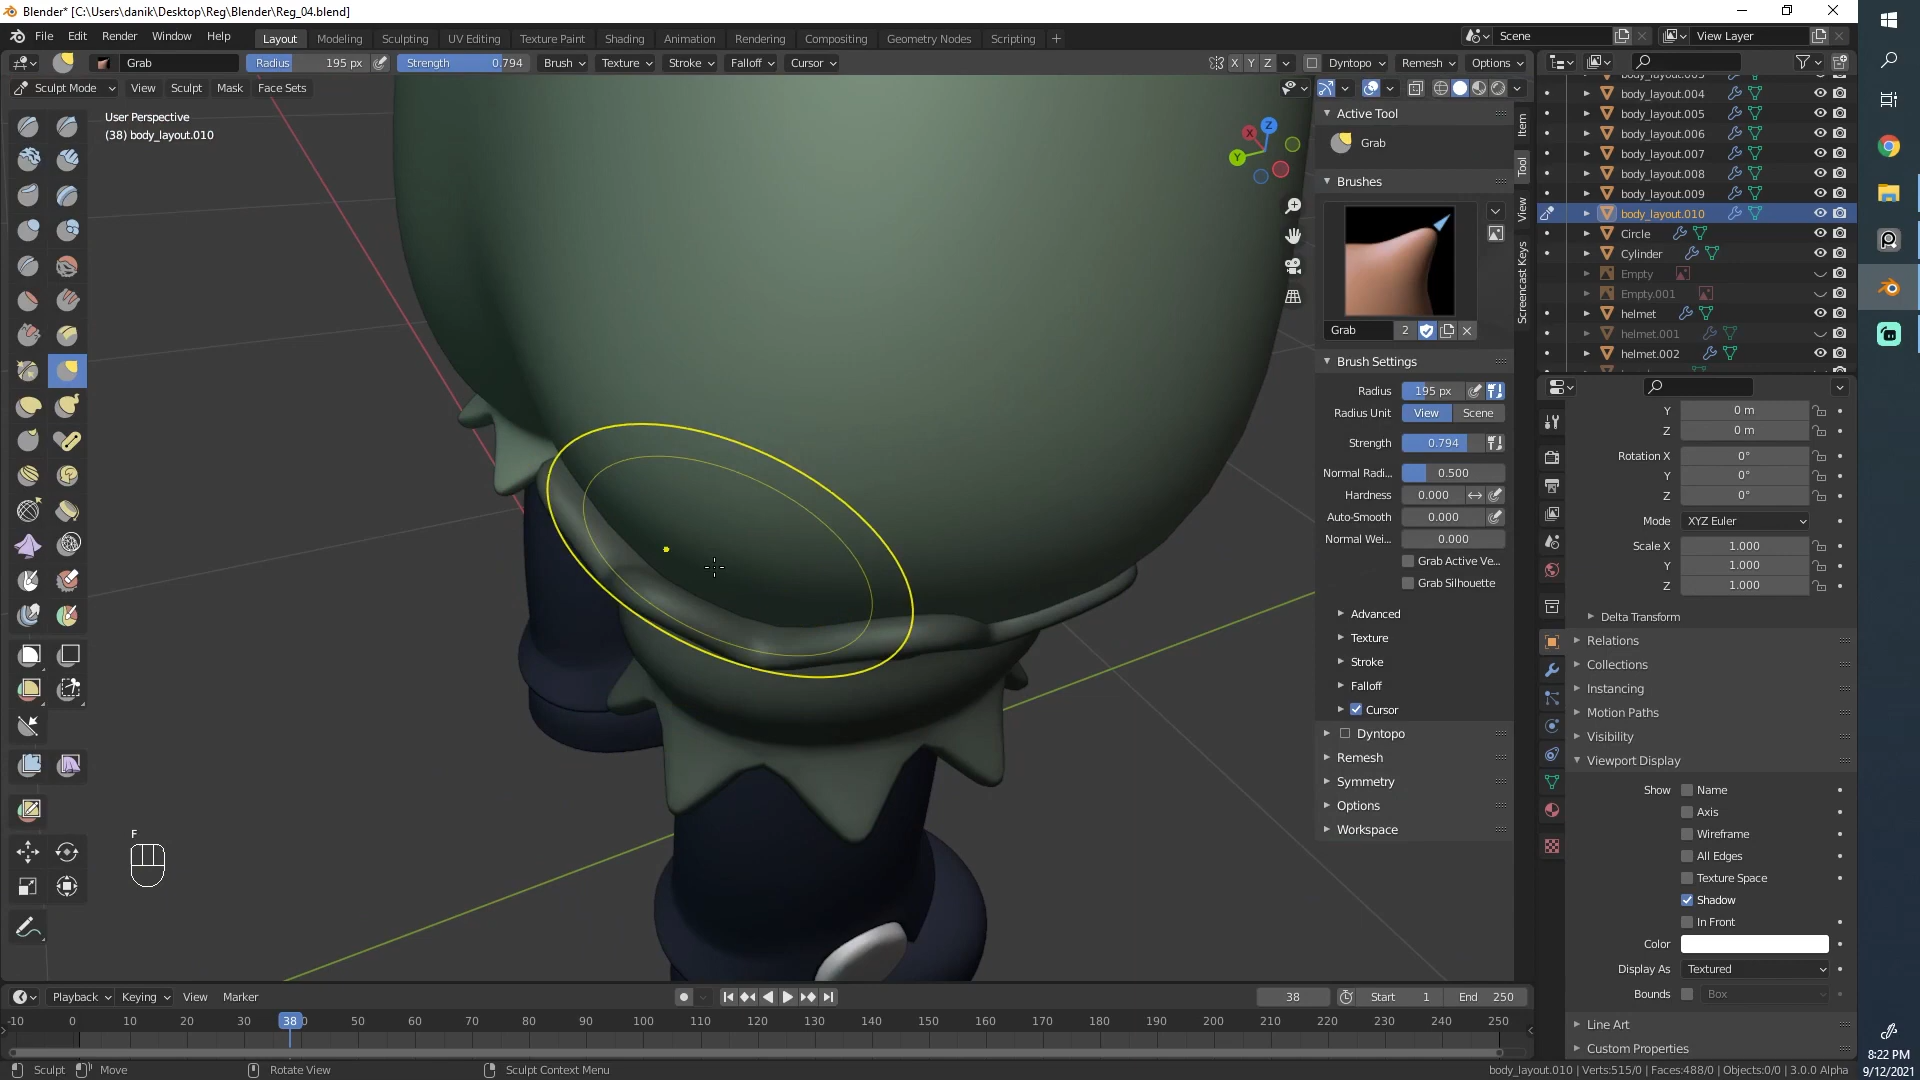 Blender* [C:\Users\danik\Desktop\Reg\Blender\Reg_04.blend]
File Edit Render Window Help Layout Modeling Sculpting UV Editing Texture Paint Shading Animation Rendering Compositing Geometry Nodes Scripting + Scene View Layer
Grab Radius 195 px Strength 0.794 Brush Texture Stroke Falloff Cursor X Y Z Dyntopo Remesh Options
Sculpt Mode View Sculpt Mask Face Sets
User Perspective
(38) body_layout.010
Z
X
Y
F
Active Tool
Grab
Brushes
Grab 2
Brush Settings
Radius 195 px
Radius Unit View Scene
Strength 0.794
Normal Radi... 0.500
Hardness 0.000
Auto-Smooth 0.000
Normal Wei... 0.000
Grab Active Ve...
Grab Silhouette
Advanced
Texture
Stroke
Falloff
Cursor
Dyntopo
Remesh
Symmetry
Options
Workspace
Item
Tool
View
Screencast Keys
body_layout.004
body_layout.005
body_layout.006
body_layout.007
body_layout.008
body_layout.009
body_layout.010
Circle
Cylinder
Empty
Empty.001
helmet
helmet.001
helmet.002
Y 0 m
Z 0 m
Rotation X 0°
Y 0°
Z 0°
Mode XYZ Euler
Scale X 1.000
Y 1.000
Z 1.000
Delta Transform
Relations
Collections
Instancing
Motion Paths
Visibility
Viewport Display
Show Name
Axis
Wireframe
All Edges
Texture Space
Shadow
In Front
Color
Display As Textured
Bounds Box
Line Art
Custom Properties
Playback Keying View Marker 38 Start 1 End 250
-10 0 10 20 30 38 50 60 70 80 90 100 110 120 130 140 150 160 170 180 190 200 210 220 230 240 250
Sculpt Move Rotate View Sculpt Context Menu body_layout.010 | Verts:515/0 | Faces:488/0 | Objects:0/0 | 3.0.0 Alpha
8:22 PM
9/12/2021